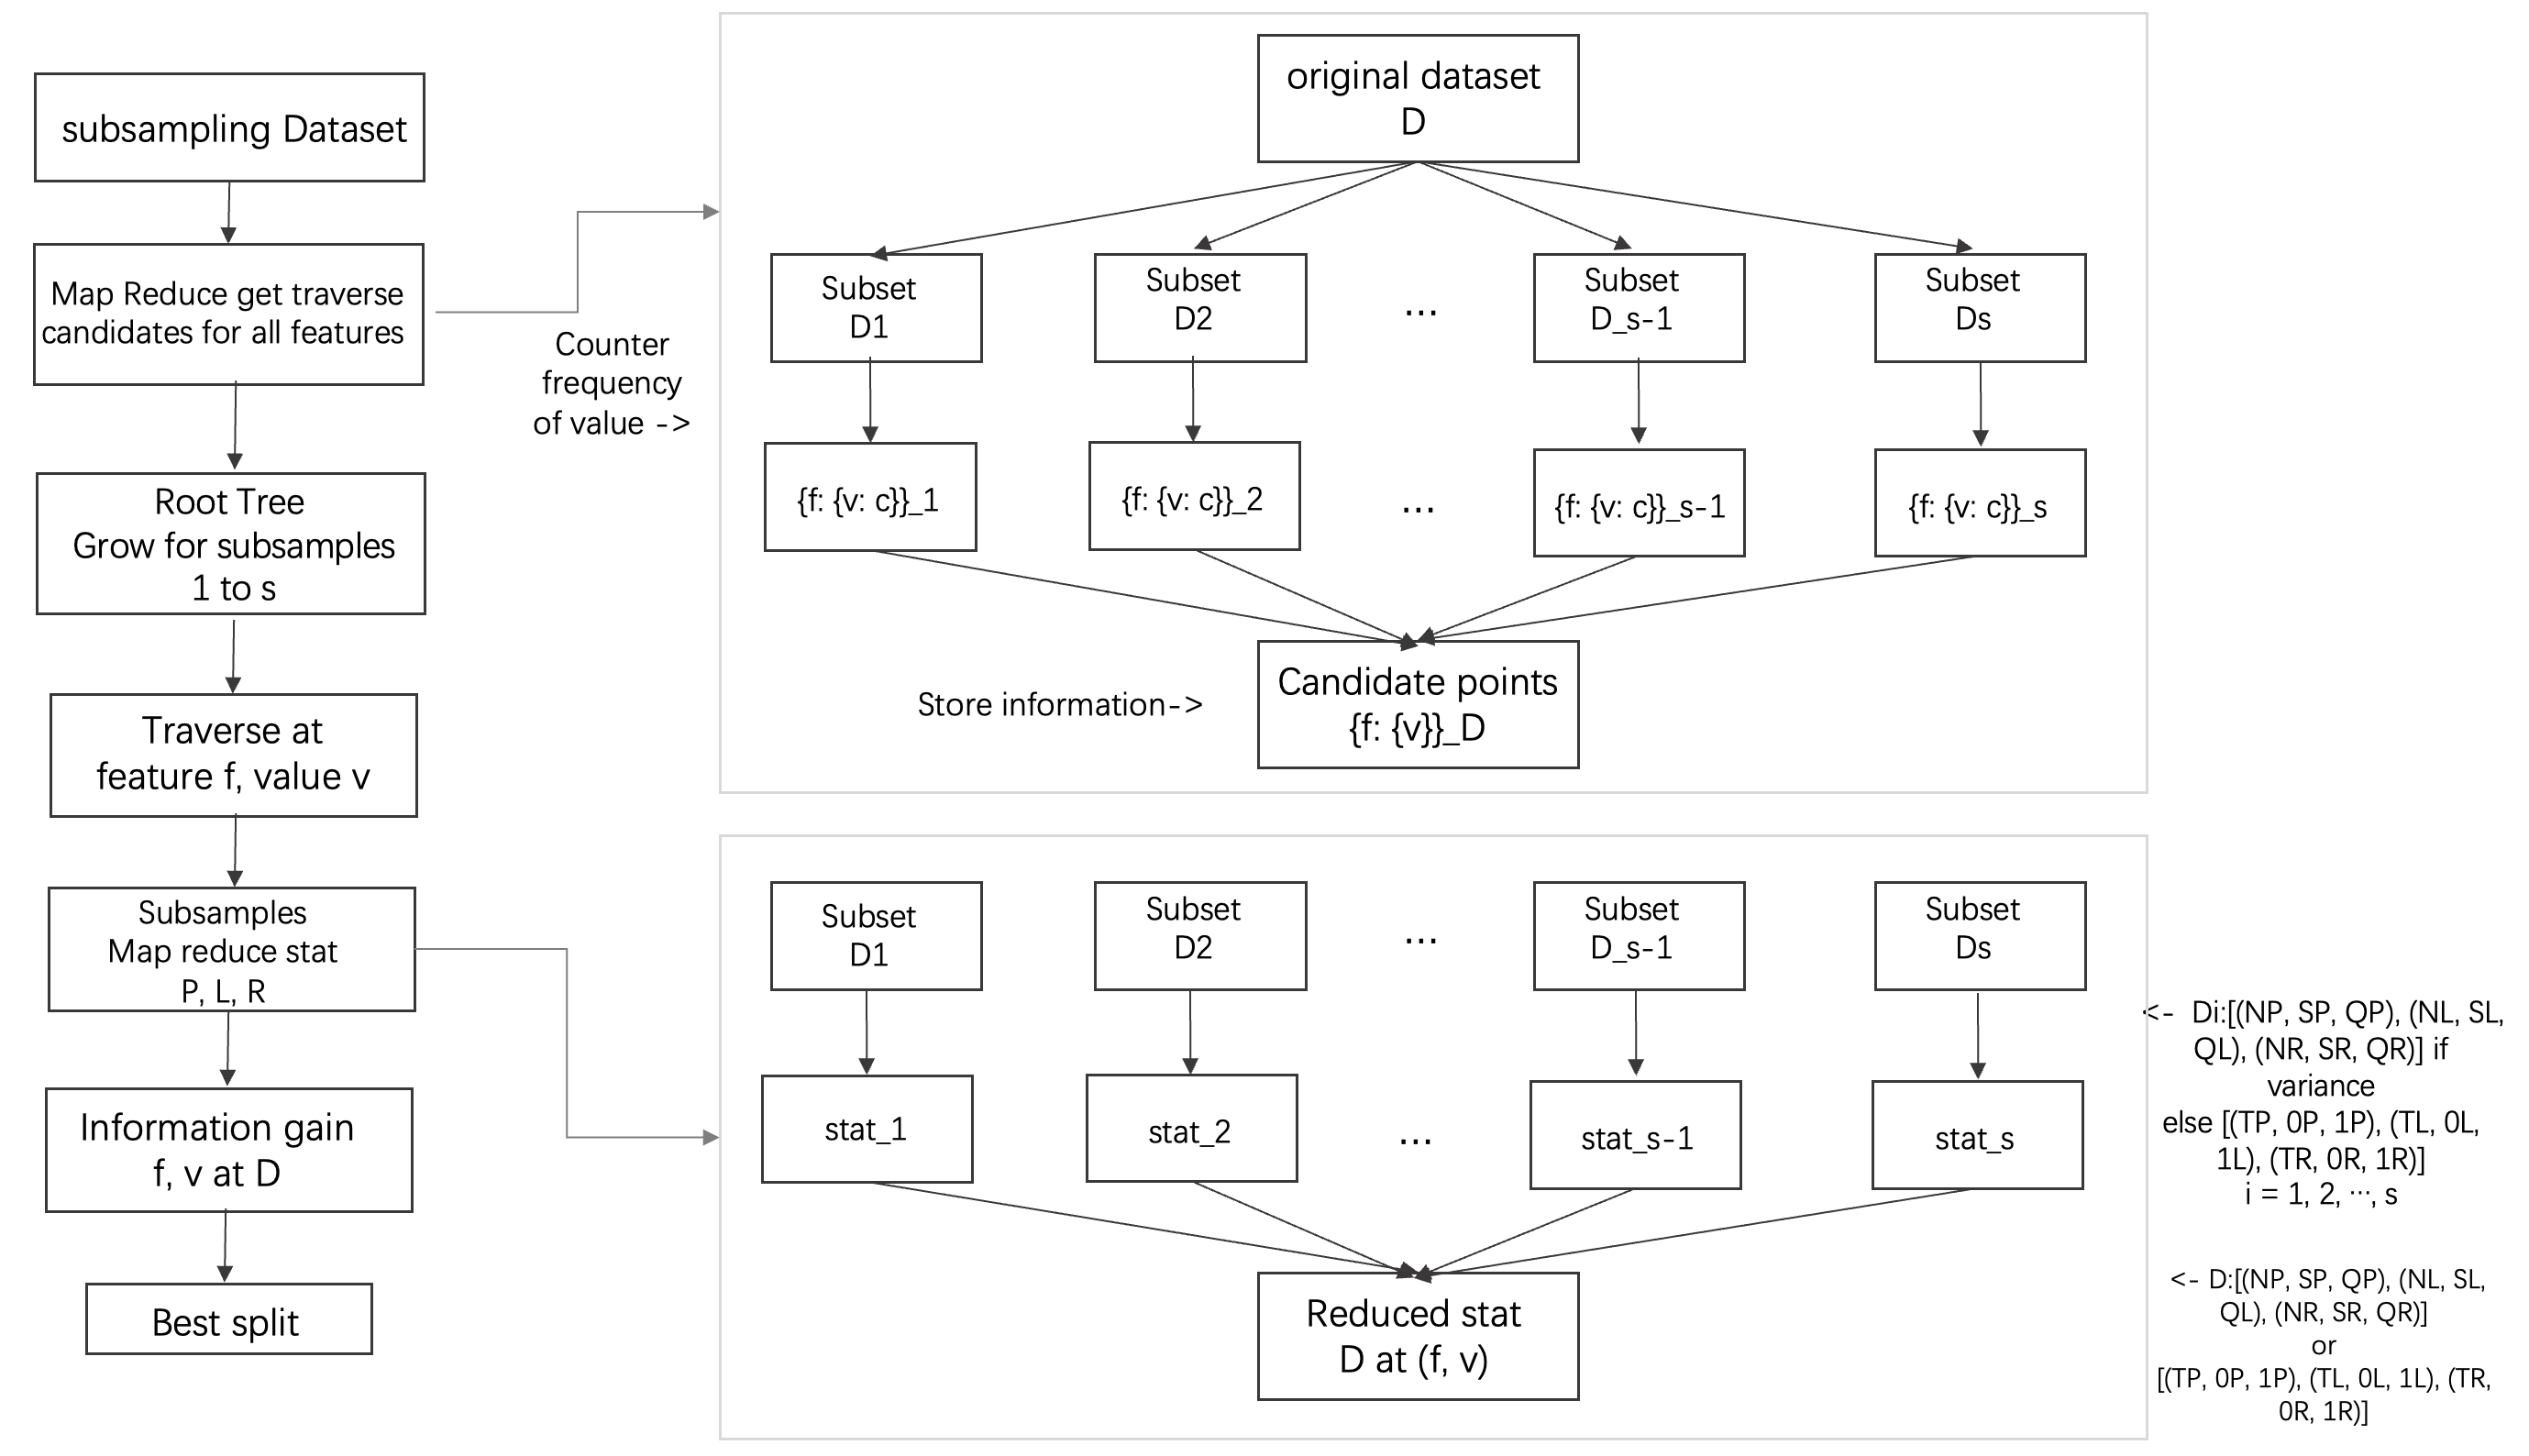 subsampling Dataset
Map Reduce get traverse
candidates for all features
Root Tree
Grow for subsamples
1 to s
Traverse at
feature f, value v
Subsamples
Map reduce stat
P, L, R
Information gain
f, v at D
Best split
Counter
frequency
of value ->
original dataset
D
Subset
D1
Subset
D2
...
Subset
D_s-1
Subset
Ds
{f: {v: c}}_1
{f: {v: c}}_2
...
{f: {v: c}}_s-1
{f: {v: c}}_s
Store information->
Candidate points
{f: {v}}_D
Subset
D1
Subset
D2
...
Subset
D_s-1
Subset
Ds
stat_1
stat_2
...
stat_s-1
stat_s
Reduced stat
D at (f, v)
<- Di:[(NP, SP, QP), (NL, SL,
QL), (NR, SR, QR)] if
variance
else [(TP, 0P, 1P), (TL, 0L,
1L), (TR, 0R, 1R)]
i = 1, 2, ···, s
<- D:[(NP, SP, QP), (NL, SL,
QL), (NR, SR, QR)]
or
[(TP, 0P, 1P), (TL, 0L, 1L), (TR,
0R, 1R)]